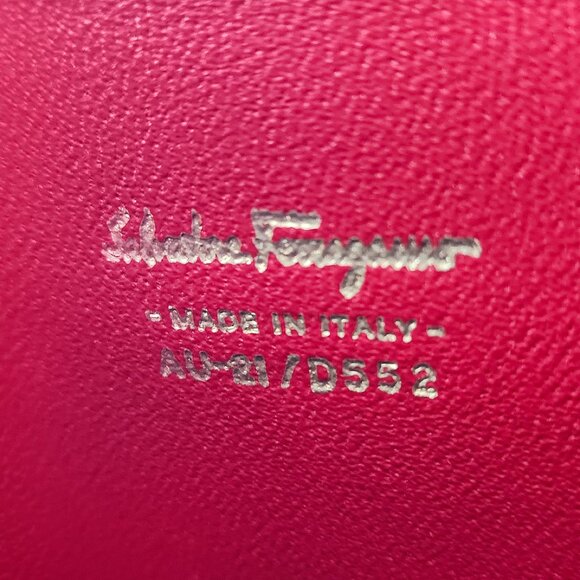 Salvatore Ferragamo
- MADE IN ITALY -
AU-21/D552